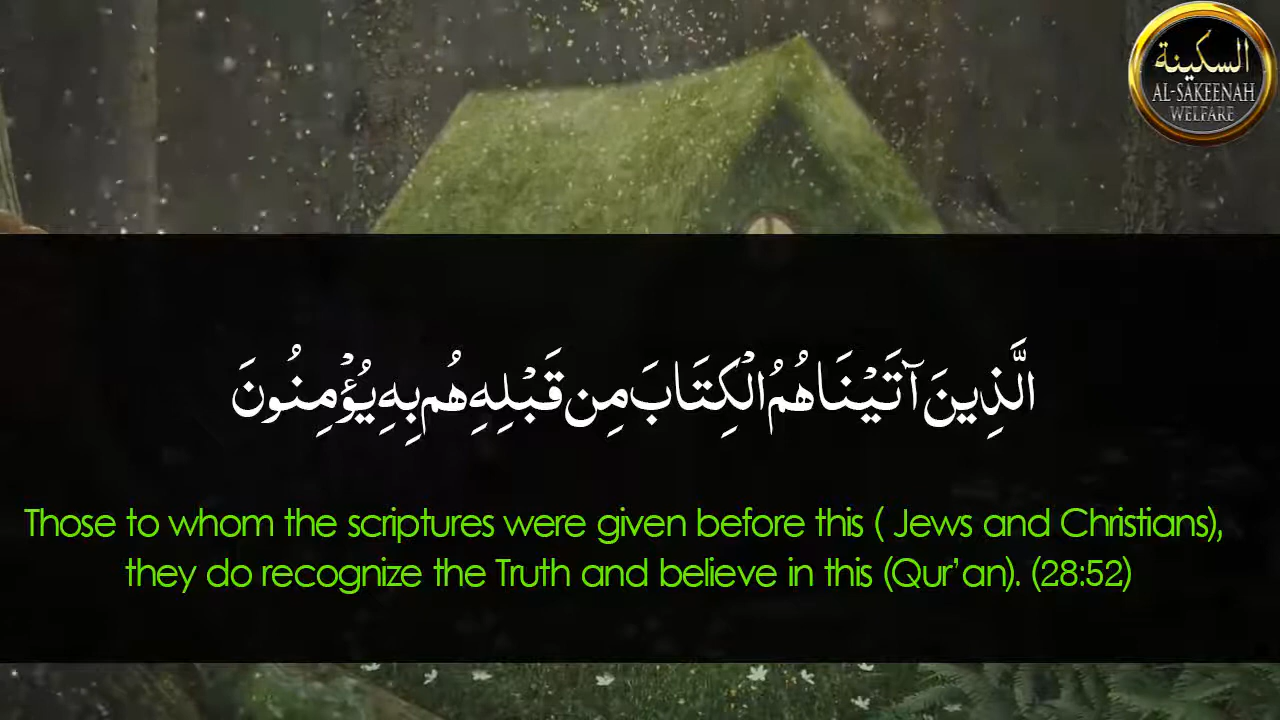 السكينة
AL-SAKEENAH
WELFARE
الَّذِينَ آتَيْنَاهُمُ الْكِتَابَ مِن قَبْلِهِ هُم بِهِ يُؤْمِنُونَ
Those to whom the scriptures were given before this ( Jews and Christians),
they do recognize the Truth and believe in this (Qur’an). (28:52)